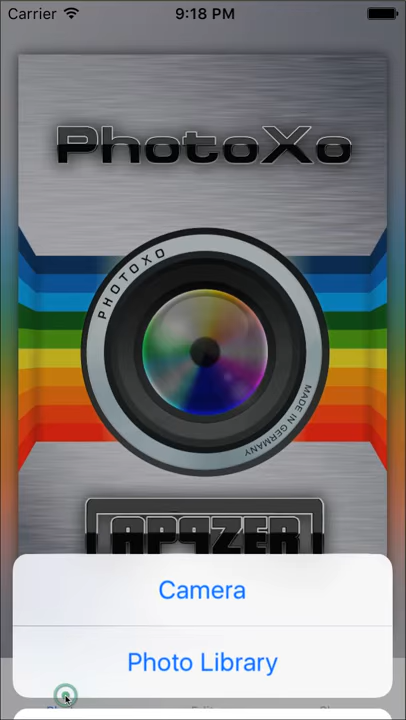 Carrier 9:18 PM
PhotoXo
PHOTOXO
MADE IN GERMANY
Camera
Photo Library